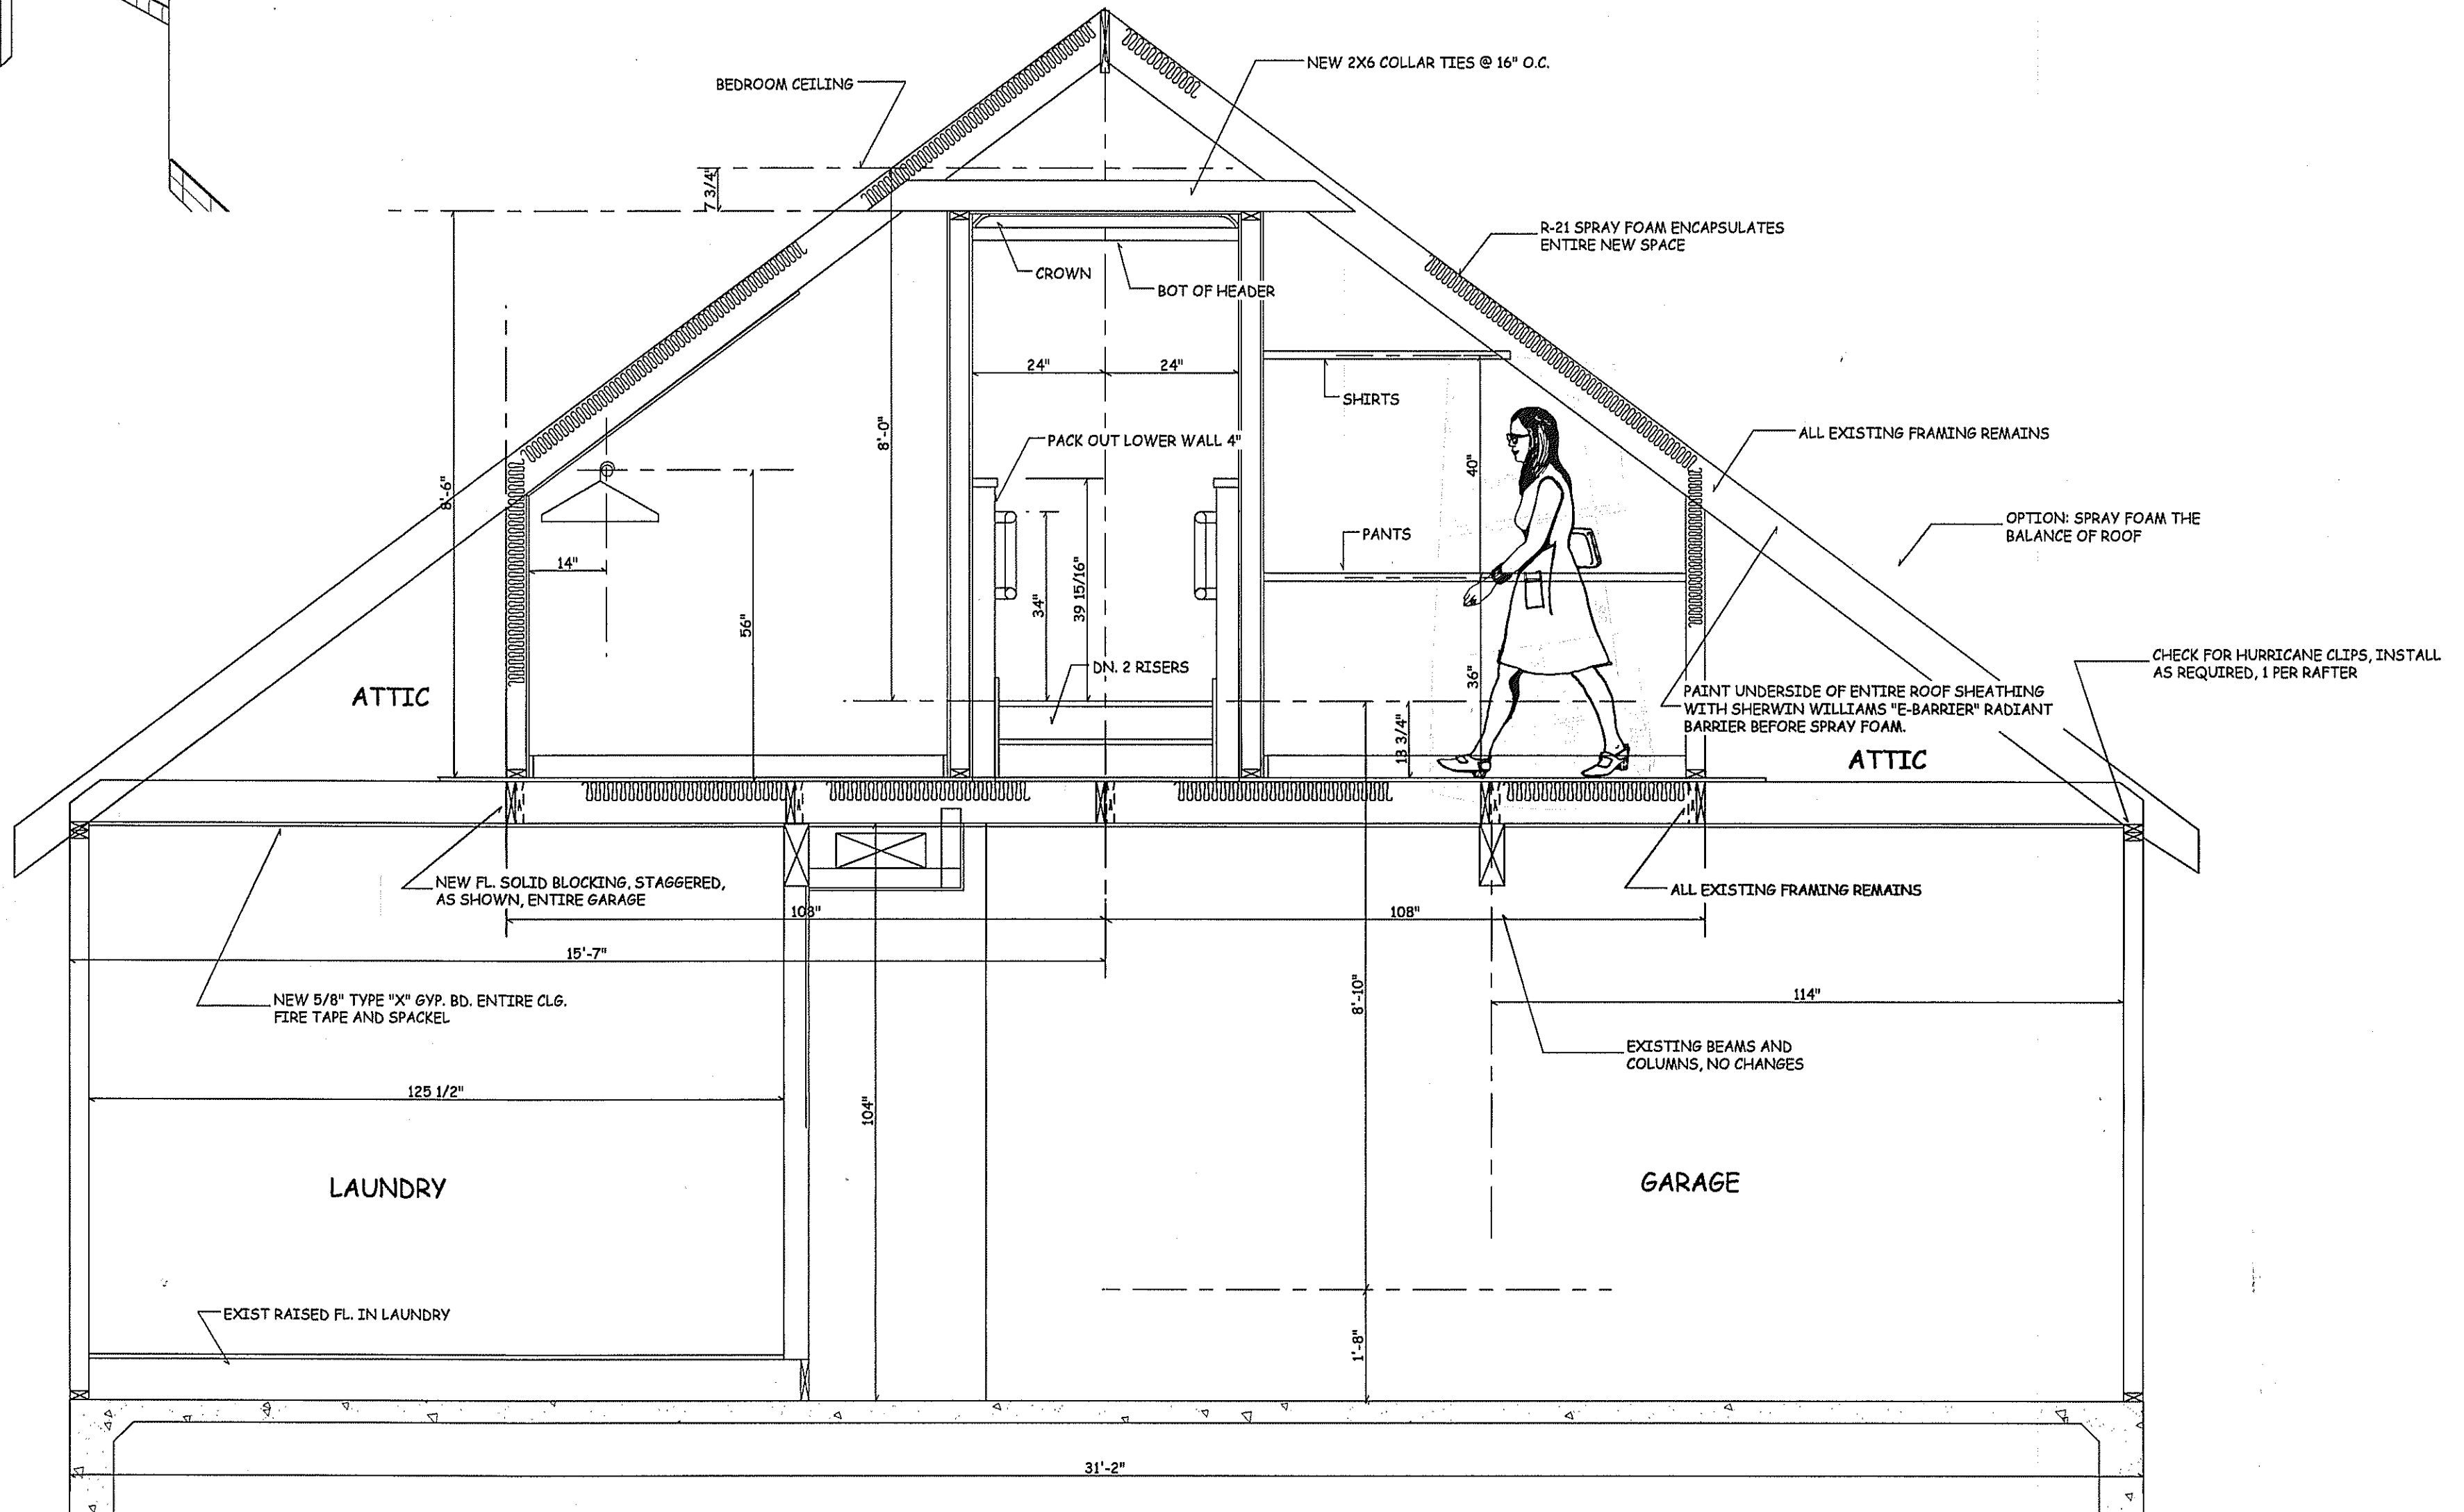 NEW 2X6 COLLAR TIES @ 16" O.C.
BEDROOM CEILING
7 3/4"
R-21 SPRAY FOAM ENCAPSULATES
ENTIRE NEW SPACE
CROWN
BOT OF HEADER
24"
24"
SHIRTS
8'-0"
PACK OUT LOWER WALL 4"
ALL EXISTING FRAMING REMAINS
40"
8'-6"
OPTION: SPRAY FOAM THE
BALANCE OF ROOF
PANTS
14"
34"
39 15/16"
56"
DN. 2 RISERS
36"
CHECK FOR HURRICANE CLIPS, INSTALL
AS REQUIRED, 1 PER RAFTER
ATTIC
PAINT UNDERSIDE OF ENTIRE ROOF SHEATHING
WITH SHERWIN WILLIAMS "E-BARRIER" RADIANT
BARRIER BEFORE SPRAY FOAM.
13 3/4"
ATTIC
NEW FL. SOLID BLOCKING, STAGGERED,
AS SHOWN, ENTIRE GARAGE
ALL EXISTING FRAMING REMAINS
108"
108"
15'-7"
8'-10"
114"
NEW 5/8" TYPE "X" GYP. BD. ENTIRE CLG.
FIRE TAPE AND SPACKEL
EXISTING BEAMS AND
COLUMNS, NO CHANGES
125 1/2"
104"
LAUNDRY
GARAGE
EXIST RAISED FL. IN LAUNDRY
1'-8"
31'-2"